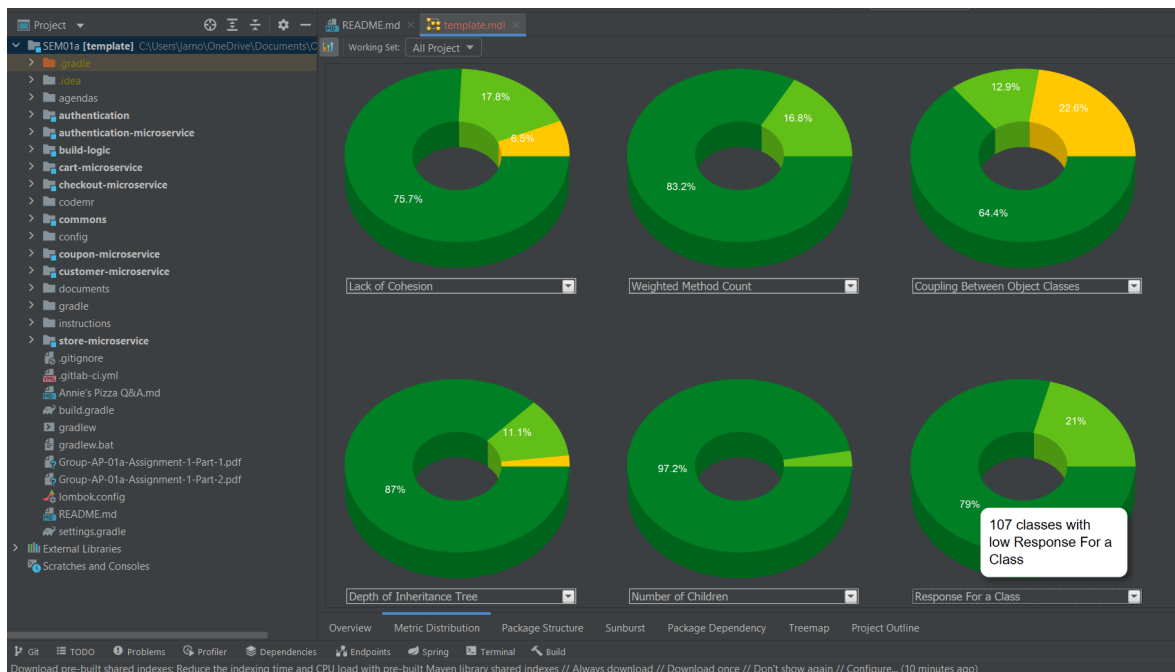 Project
README.md
template.mdl
SEM01a [template] C:\Users\jarno\OneDrive\Documents\O
Working Set: All Project
.gradle
.idea
agendas
authentication
authentication-microservice
build-logic
cart-microservice
checkout-microservice
codemr
commons
config
coupon-microservice
customer-microservice
documents
gradle
instructions
store-microservice
.gitignore
.gitlab-ci.yml
Annie's Pizza Q&A.md
build.gradle
gradlew
gradlew.bat
Group-AP-01a-Assignment-1-Part-1.pdf
Group-AP-01a-Assignment-1-Part-2.pdf
lombok.config
README.md
settings.gradle
External Libraries
Scratches and Consoles
17.8%
6.5%
75.7%
Lack of Cohesion
16.8%
83.2%
Weighted Method Count
12.9%
22.6%
64.4%
Coupling Between Object Classes
11.1%
87%
Depth of Inheritance Tree
97.2%
Number of Children
21%
79%
107 classes with
low Response For a
Class
Response For a Class
Overview Metric Distribution Package Structure Sunburst Package Dependency Treemap Project Outline
Git TODO Problems Profiler Dependencies Endpoints Spring Terminal Build
Download pre-built shared indexes: Reduce the indexing time and CPU load with pre-built Maven library shared indexes // Always download // Download once // Don't show again // Configure... (10 minutes ago)